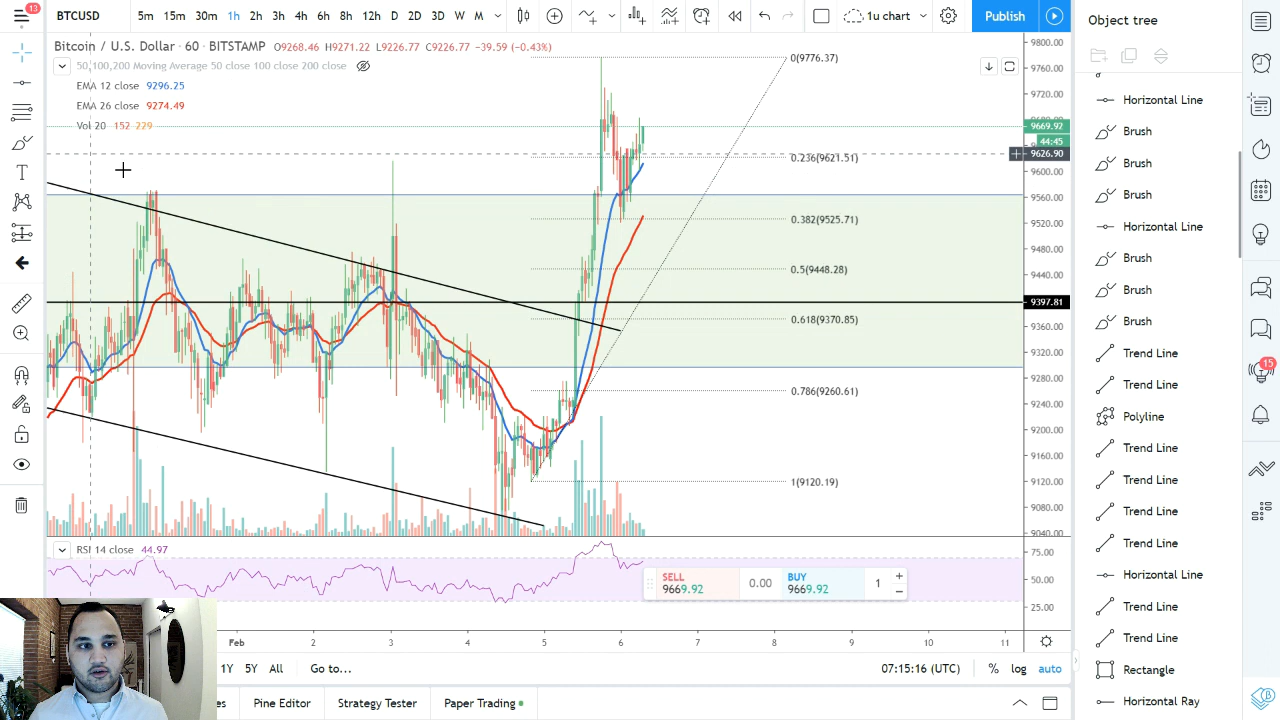 13
BTCUSD 5m 15m 30m 1h 2h 3h 4h 6h 8h 12h D 2D 3D W M 1u chart Publish
Object tree
Bitcoin / U.S. Dollar · 60 · BITSTAMP O9268.46 H9271.22 L9226.77 C9226.77 −39.59 (−0.43%)
50,100,200 Moving Average 50 close 100 close 200 close
EMA 12 close 9296.25
EMA 26 close 9274.49
Vol 20 152 229
0(9776.37)
0.236(9621.51)
0.382(9525.71)
0.5(9448.28)
0.618(9370.85)
0.786(9260.61)
1(9120.19)
9800.00
9760.00
9720.00
9669.92
44:45
9626.90
9600.00
9560.00
9520.00
9480.00
9440.00
9397.81
9360.00
9320.00
9280.00
9240.00
9200.00
9160.00
9120.00
9080.00
9040.00
Horizontal Line
Brush
Brush
Brush
Horizontal Line
Brush
Brush
Brush
Trend Line
Trend Line
Polyline
Trend Line
Trend Line
Trend Line
Trend Line
Horizontal Line
Trend Line
Trend Line
Rectangle
Horizontal Ray
15
RSI 14 close 44.97
75.00
50.00
25.00
SELL
9669.92
0.00
BUY
9669.92
1
Feb 2 3 4 5 6 7 8 9 10 11
1Y 5Y All Go to... 07:15:16 (UTC) % log auto
es Pine Editor Strategy Tester Paper Trading